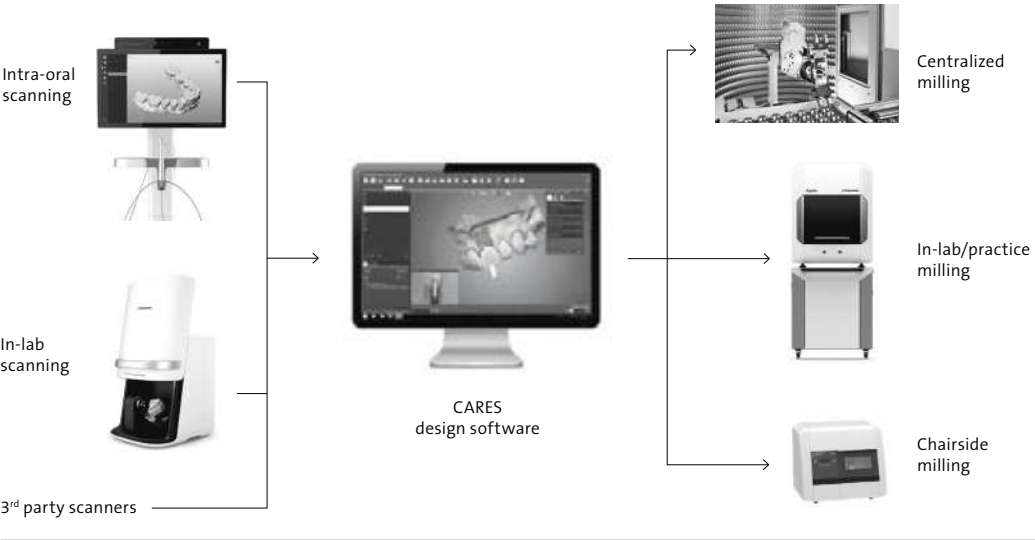 Intra-oral
scanning
In-lab
scanning
3rd party scanners
CARES
design software
Centralized
milling
In-lab/practice
milling
Chairside
milling